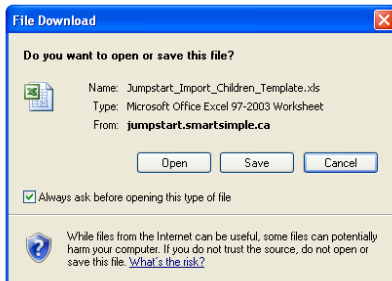 File Download
Do you want to open or save this file?
Name: Jumpstart_Import_Children_Template.xls
Type: Microsoft Office Excel 97-2003 Worksheet
From: jumpstart.smartsimple.ca
Open Save Cancel
Always ask before opening this type of file
While files from the Internet can be useful, some files can potentially
harm your computer. If you do not trust the source, do not open or
save this file. What's the risk?